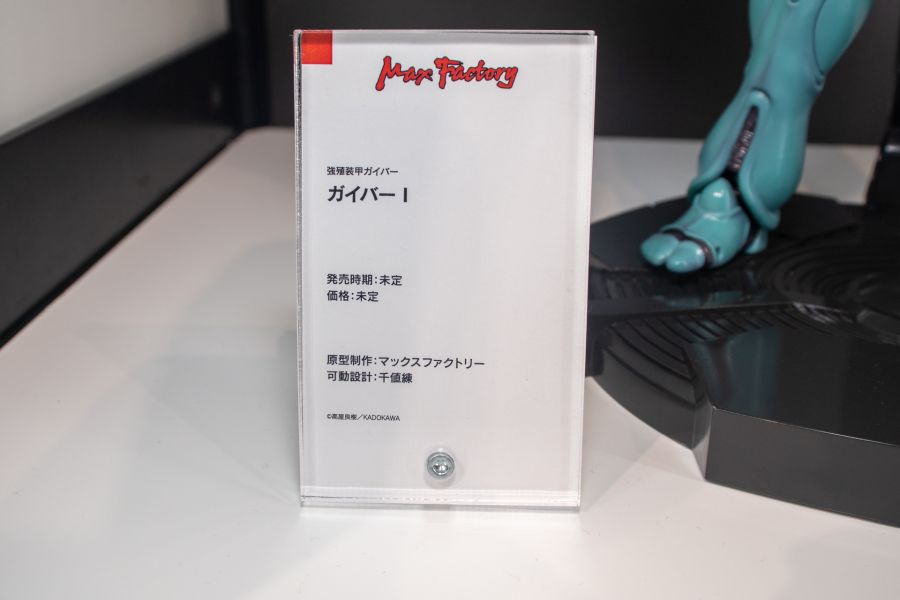 Max Factory
強殖装甲ガイバー
ガイバーⅠ
発売時期：未定
価格：未定
原型制作：マックスファクトリー
可動設計：千値練
©高屋良樹／KADOKAWA